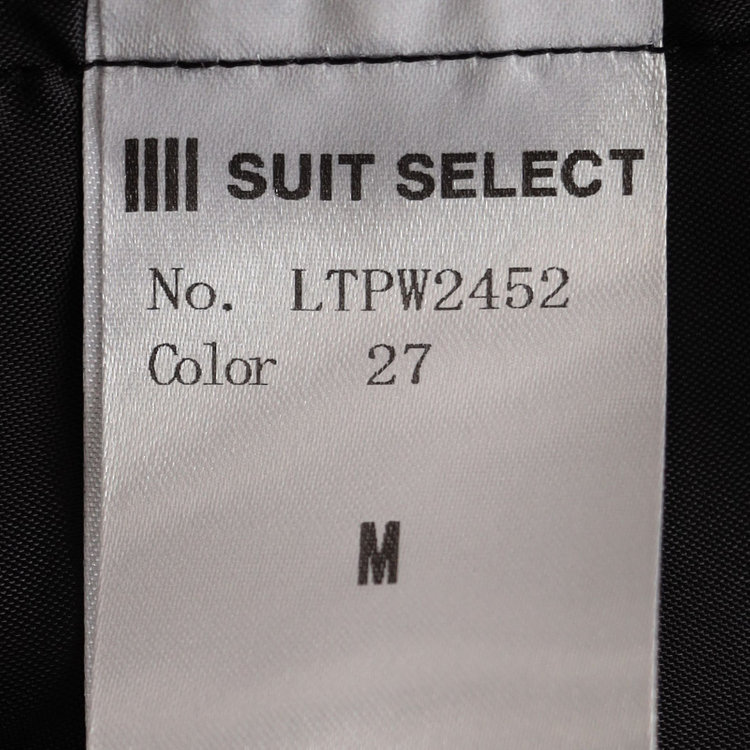 SUIT SELECT
No. LTPW2452
Color 27
M